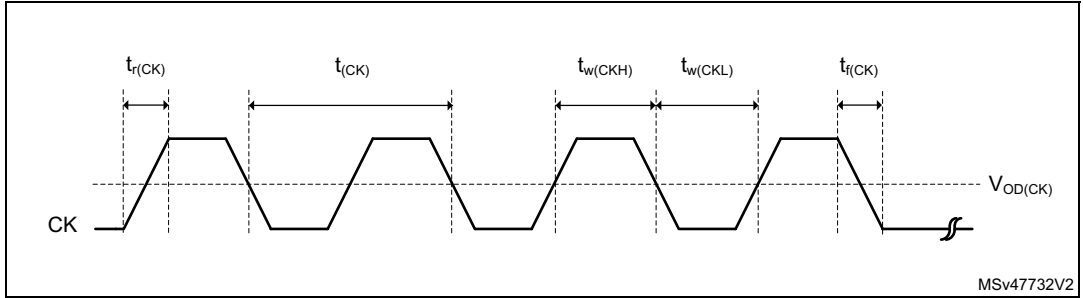 tr(CK)
t(CK)
tw(CKH)
tw(CKL)
tf(CK)
VOD(CK)
CK
MSv47732V2